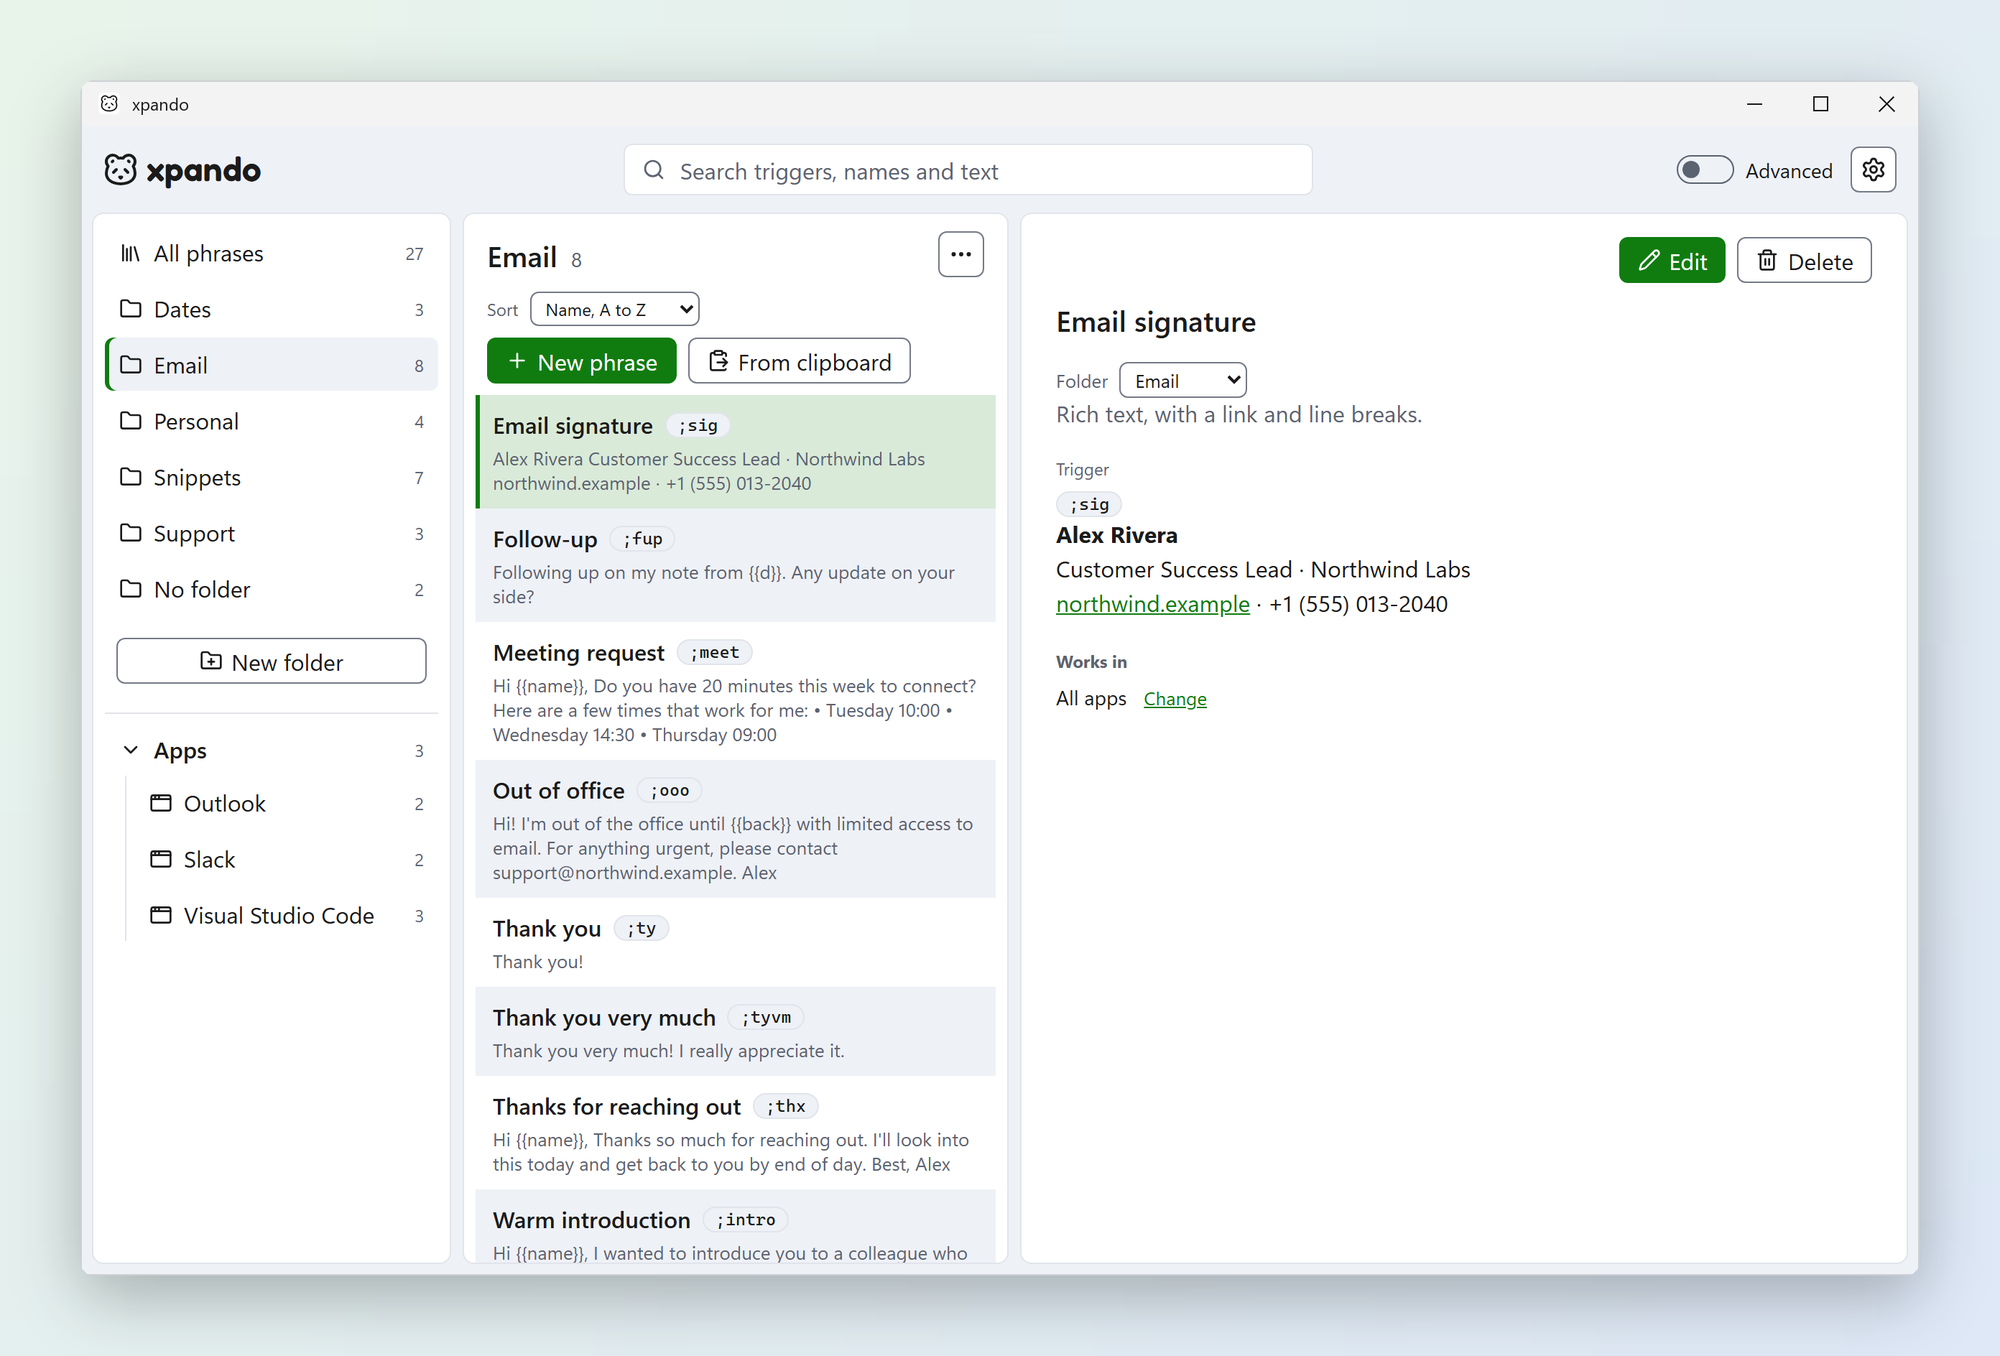 xpando
xpando
Search triggers, names and text
Advanced
All phrases 27
Dates 3
Email 8
Personal 4
Snippets 7
Support 3
No folder 2
New folder
Apps 3
Outlook 2
Slack 2
Visual Studio Code 3
Email 8
Sort Name, A to Z
New phrase From clipboard
Email signature ;sig
Alex Rivera Customer Success Lead · Northwind Labs
northwind.example · +1 (555) 013-2040
Follow-up ;fup
Following up on my note from {{d}}. Any update on your
side?
Meeting request ;meet
Hi {{name}}, Do you have 20 minutes this week to connect?
Here are a few times that work for me: • Tuesday 10:00 •
Wednesday 14:30 • Thursday 09:00
Out of office ;ooo
Hi! I'm out of the office until {{back}} with limited access to
email. For anything urgent, please contact
support@northwind.example. Alex
Thank you ;ty
Thank you!
Thank you very much ;tyvm
Thank you very much! I really appreciate it.
Thanks for reaching out ;thx
Hi {{name}}, Thanks so much for reaching out. I'll look into
this today and get back to you by end of day. Best, Alex
Warm introduction ;intro
Hi {{name}}, I wanted to introduce you to a colleague who
Edit Delete
Email signature
Folder Email
Rich text, with a link and line breaks.
Trigger
;sig
Alex Rivera
Customer Success Lead · Northwind Labs
northwind.example · +1 (555) 013-2040
Works in
All apps Change